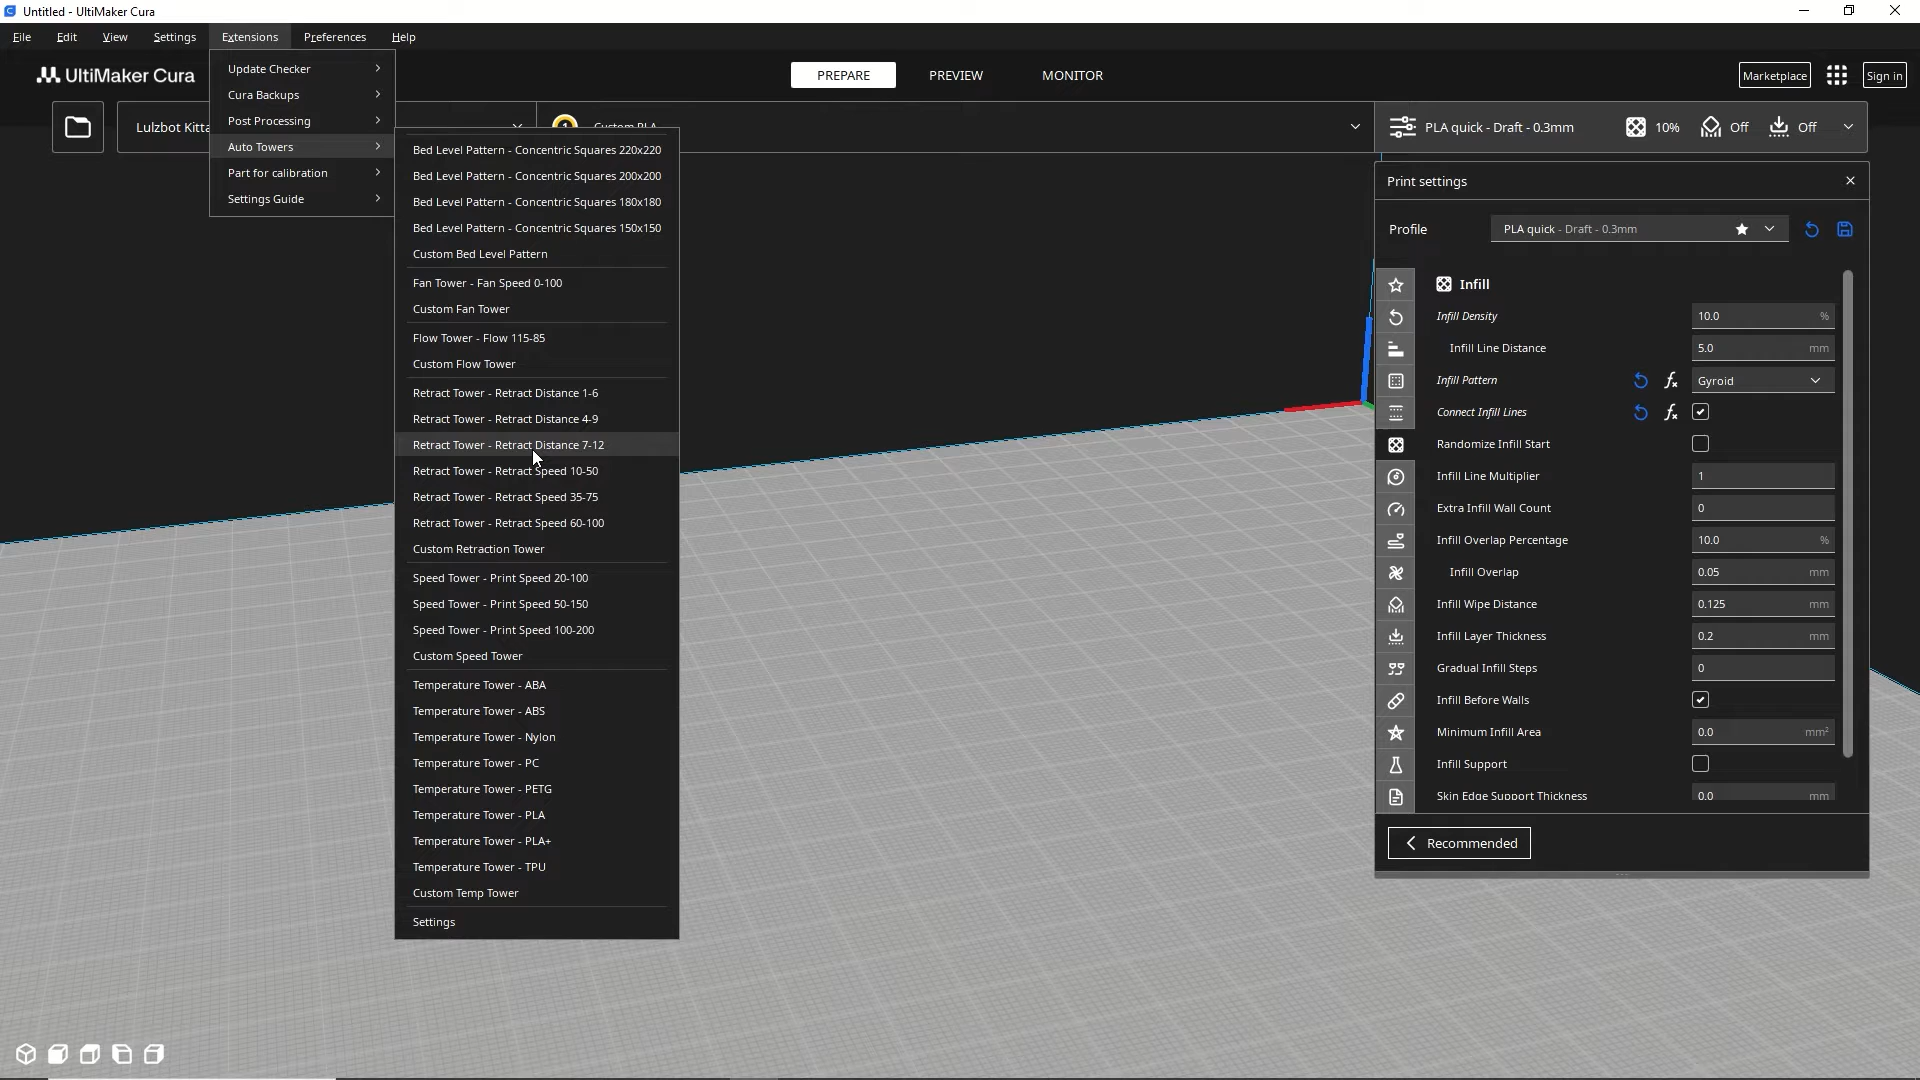 Untitled - UltiMaker Cura
File Edit View Settings Extensions Preferences Help
UltiMaker Cura
PREPARE PREVIEW MONITOR
Marketplace Sign in
Update Checker
Cura Backups
Post Processing
Auto Towers
Part for calibration
Settings Guide
Lulzbot
1 Custom PLA
PLA quick - Draft - 0.3mm 10% Off Off
Bed Level Pattern - Concentric Squares 220x220
Bed Level Pattern - Concentric Squares 200x200
Bed Level Pattern - Concentric Squares 180x180
Bed Level Pattern - Concentric Squares 150x150
Custom Bed Level Pattern
Fan Tower - Fan Speed 0-100
Custom Fan Tower
Flow Tower - Flow 115-85
Custom Flow Tower
Retract Tower - Retract Distance 1-6
Retract Tower - Retract Distance 4-9
Retract Tower - Retract Distance 7-12
Retract Tower - Retract Speed 10-50
Retract Tower - Retract Speed 35-75
Retract Tower - Retract Speed 60-100
Custom Retraction Tower
Speed Tower - Print Speed 20-100
Speed Tower - Print Speed 50-150
Speed Tower - Print Speed 100-200
Custom Speed Tower
Temperature Tower - ABA
Temperature Tower - ABS
Temperature Tower - Nylon
Temperature Tower - PC
Temperature Tower - PETG
Temperature Tower - PLA
Temperature Tower - PLA+
Temperature Tower - TPU
Custom Temp Tower
Settings
Print settings
Profile PLA quick - Draft - 0.3mm
Infill
Infill Density 10.0 %
Infill Line Distance 5.0 mm
Infill Pattern Gyroid
Connect Infill Lines
Randomize Infill Start
Infill Line Multiplier 1
Extra Infill Wall Count 0
Infill Overlap Percentage 10.0 %
Infill Overlap 0.05 mm
Infill Wipe Distance 0.125 mm
Infill Layer Thickness 0.2 mm
Gradual Infill Steps 0
Infill Before Walls
Minimum Infill Area 0.0 mm²
Infill Support
Skin Edge Support Thickness 0.0 mm
Recommended